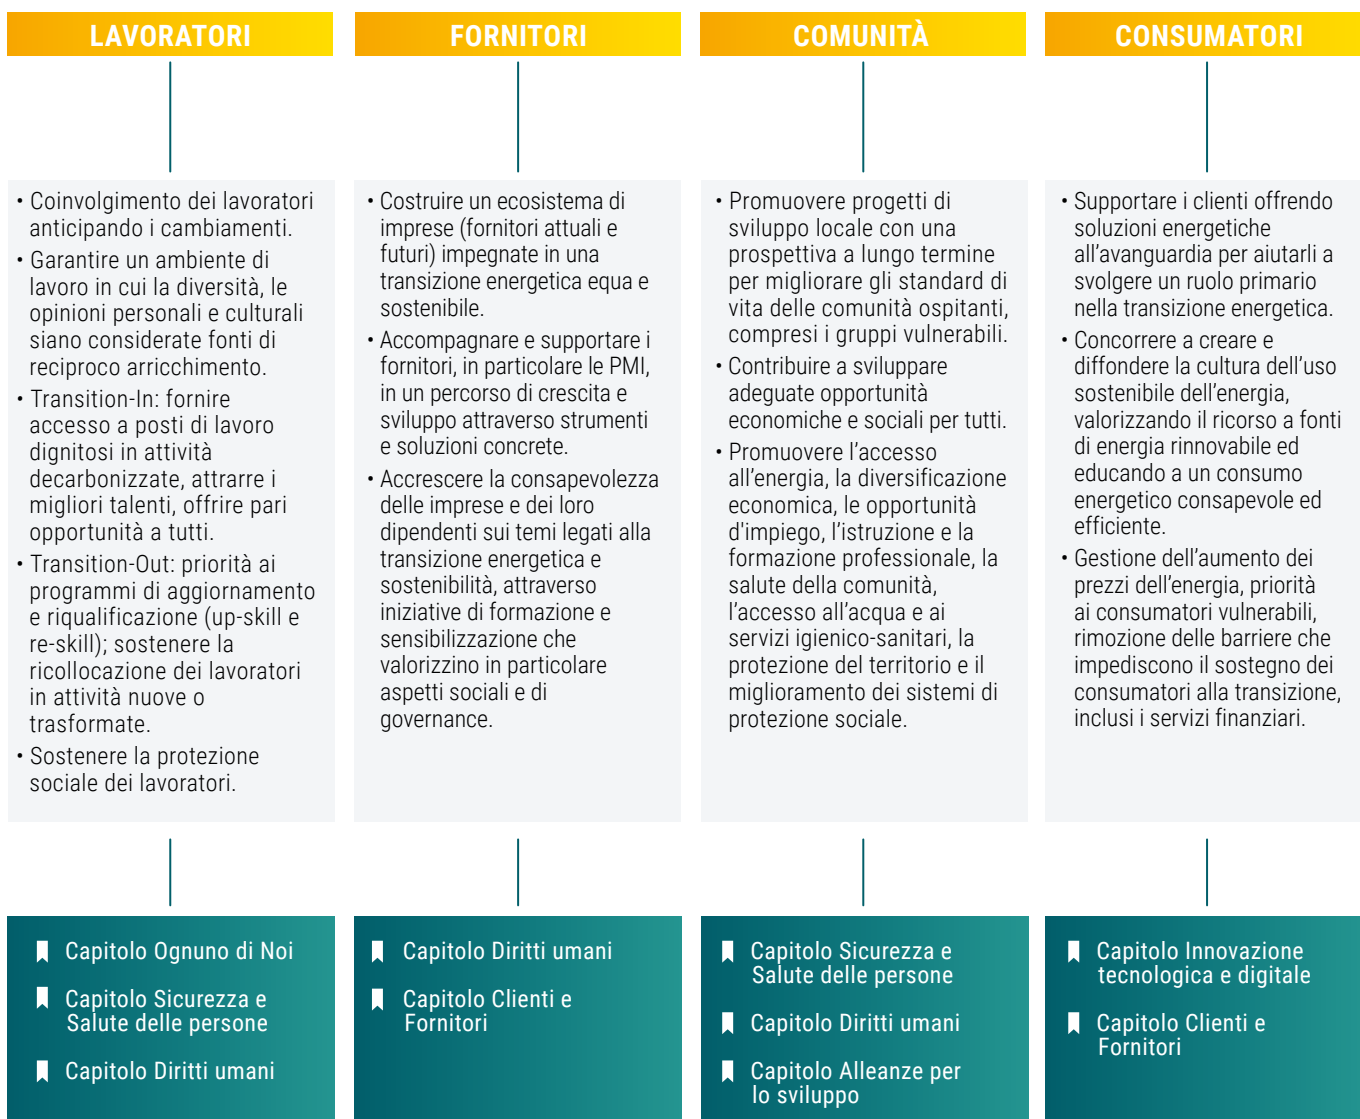 LAVORATORI
• Coinvolgimento dei lavoratori
anticipando i cambiamenti.
• Garantire un ambiente di
lavoro in cui la diversità, le
opinioni personali e culturali
siano considerate fonti di
reciproco arricchimento.
• Transition-In: fornire
accesso a posti di lavoro
dignitosi in attività
decarbonizzate, attrarre i
migliori talenti, offrire pari
opportunità a tutti.
• Transition-Out: priorità ai
programmi di aggiornamento
e riqualificazione (up-skill e
re-skill); sostenere la
ricollocazione dei lavoratori
in attività nuove o
trasformate.
• Sostenere la protezione
sociale dei lavoratori.
Capitolo Ognuno di Noi
Capitolo Sicurezza e
Salute delle persone
Capitolo Diritti umani
FORNITORI
• Costruire un ecosistema di
imprese (fornitori attuali e
futuri) impegnate in una
transizione energetica equa e
sostenibile.
• Accompagnare e supportare i
fornitori, in particolare le PMI,
in un percorso di crescita e
sviluppo attraverso strumenti
e soluzioni concrete.
• Accrescere la consapevolezza
delle imprese e dei loro
dipendenti sui temi legati alla
transizione energetica e
sostenibilità, attraverso
iniziative di formazione e
sensibilizzazione che
valorizzino in particolare
aspetti sociali e di
governance.
Capitolo Diritti umani
Capitolo Clienti e
Fornitori
COMUNITÀ
• Promuovere progetti di
sviluppo locale con una
prospettiva a lungo termine
per migliorare gli standard di
vita delle comunità ospitanti,
compresi i gruppi vulnerabili.
• Contribuire a sviluppare
adeguate opportunità
economiche e sociali per tutti.
• Promuovere l’accesso
all’energia, la diversificazione
economica, le opportunità
d'impiego, l’istruzione e la
formazione professionale, la
salute della comunità,
l’accesso all’acqua e ai
servizi igienico-sanitari, la
protezione del territorio e il
miglioramento dei sistemi di
protezione sociale.
Capitolo Sicurezza e
Salute delle persone
Capitolo Diritti umani
Capitolo Alleanze per
lo sviluppo
CONSUMATORI
• Supportare i clienti offrendo
soluzioni energetiche
all’avanguardia per aiutarli a
svolgere un ruolo primario
nella transizione energetica.
• Concorrere a creare e
diffondere la cultura dell’uso
sostenibile dell’energia,
valorizzando il ricorso a fonti
di energia rinnovabile ed
educando a un consumo
energetico consapevole ed
efficiente.
• Gestione dell’aumento dei
prezzi dell’energia, priorità
ai consumatori vulnerabili,
rimozione delle barriere che
impediscono il sostegno dei
consumatori alla transizione,
inclusi i servizi finanziari.
Capitolo Innovazione
tecnologica e digitale
Capitolo Clienti e
Fornitori